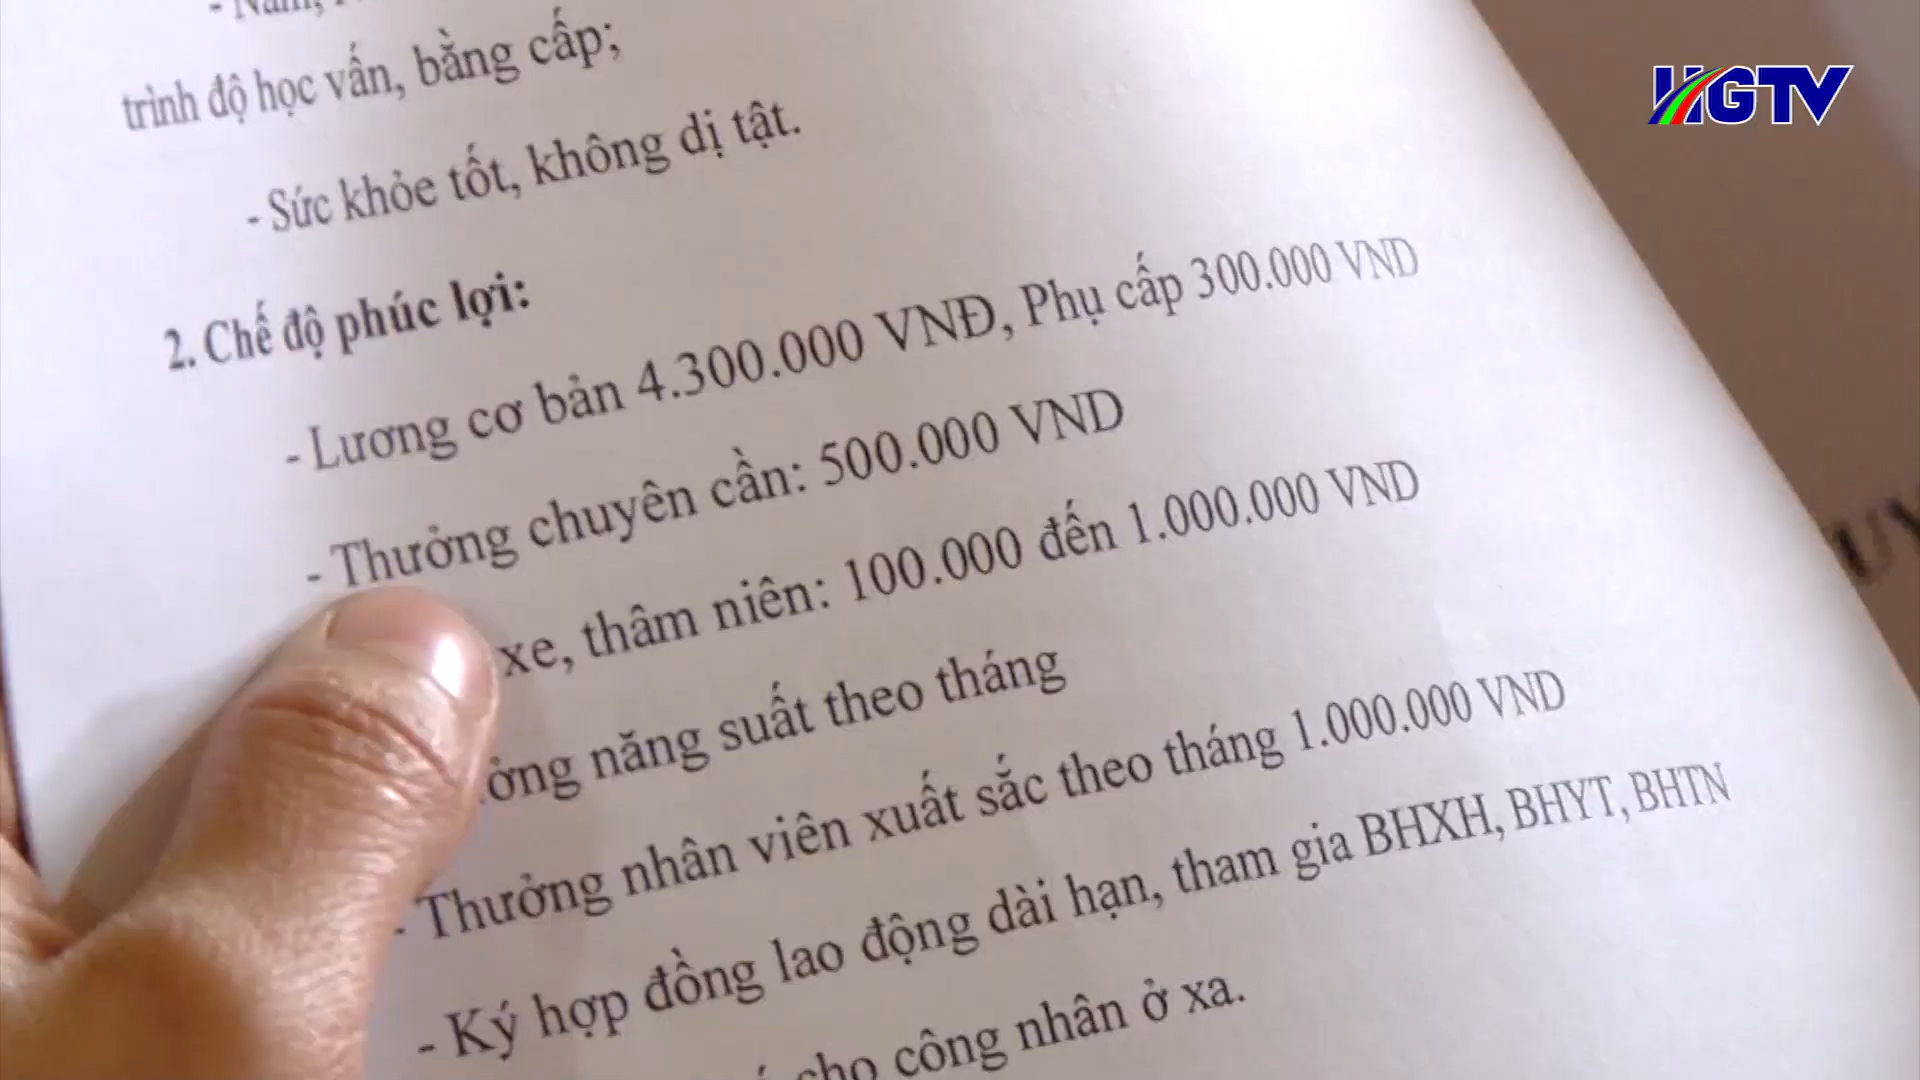 HGTV
trình độ học vấn, bằng cấp;
- Sức khỏe tốt, không dị tật.
2. Chế độ phúc lợi:
- Lương cơ bản 4.300.000 VNĐ, Phụ cấp 300.000 VND
- Thưởng chuyên cần: 500.000 VND
xe, thâm niên: 100.000 đến 1.000.000 VND
năng suất theo tháng
- Thưởng nhân viên xuất sắc theo tháng 1.000.000 VND
- Ký hợp đồng lao động dài hạn, tham gia BHXH, BHYT, BHTN
cho công nhân ở xa.